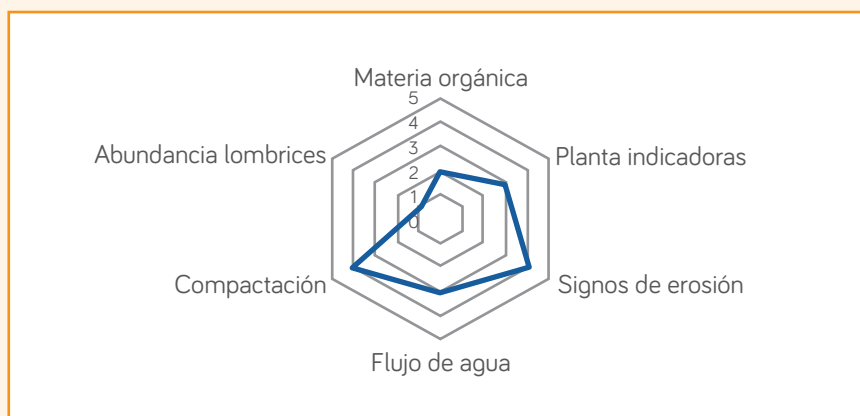 Materia orgánica
5
4
3
2
1
0
Abundancia lombrices
Planta indicadoras
Compactación
Signos de erosión
Flujo de agua